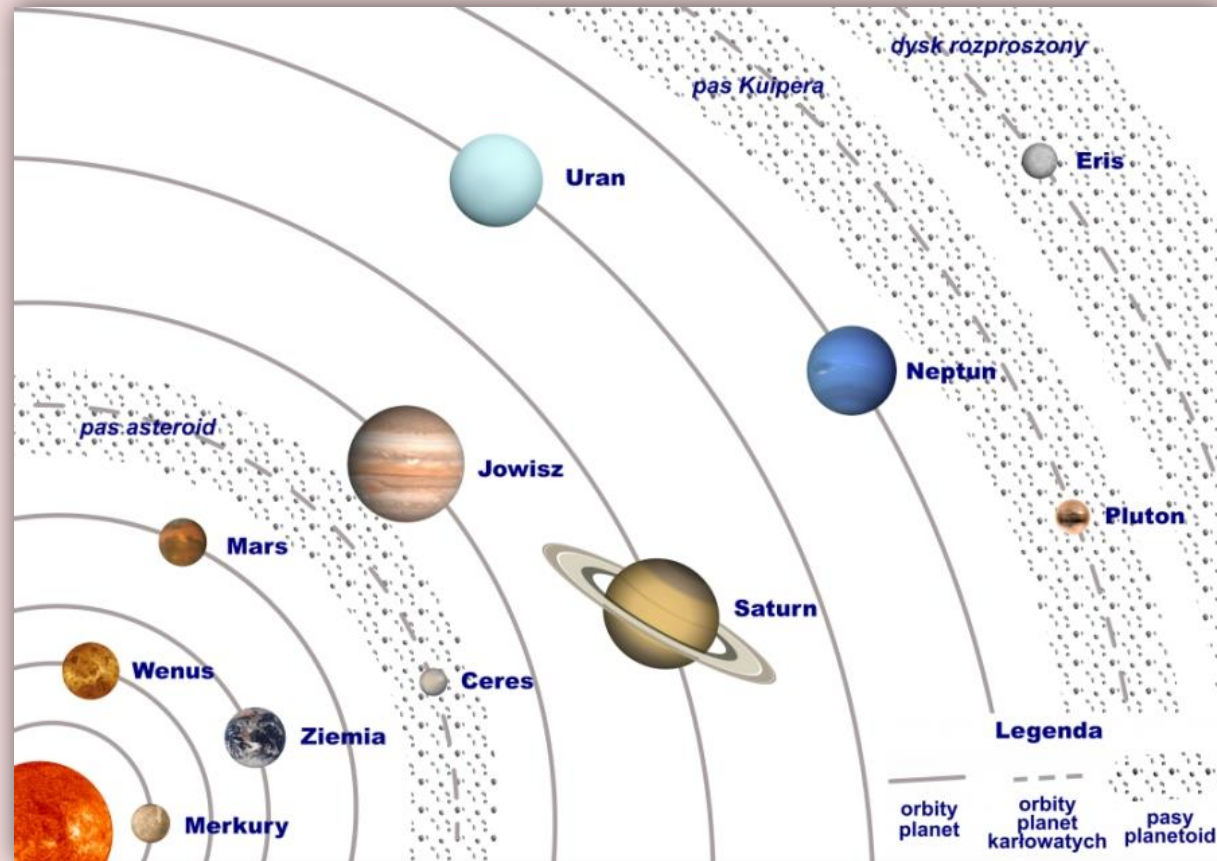 dysk rozproszony
pas Kuipera
Eris
Uran
Neptun
pas asteroid
Jowisz
Pluton
Mars
Saturn
Wenus
Ceres
Ziemia
Merkury
Legenda
orbity
planet
orbity
planet
karłowatych
pasy
planetoid